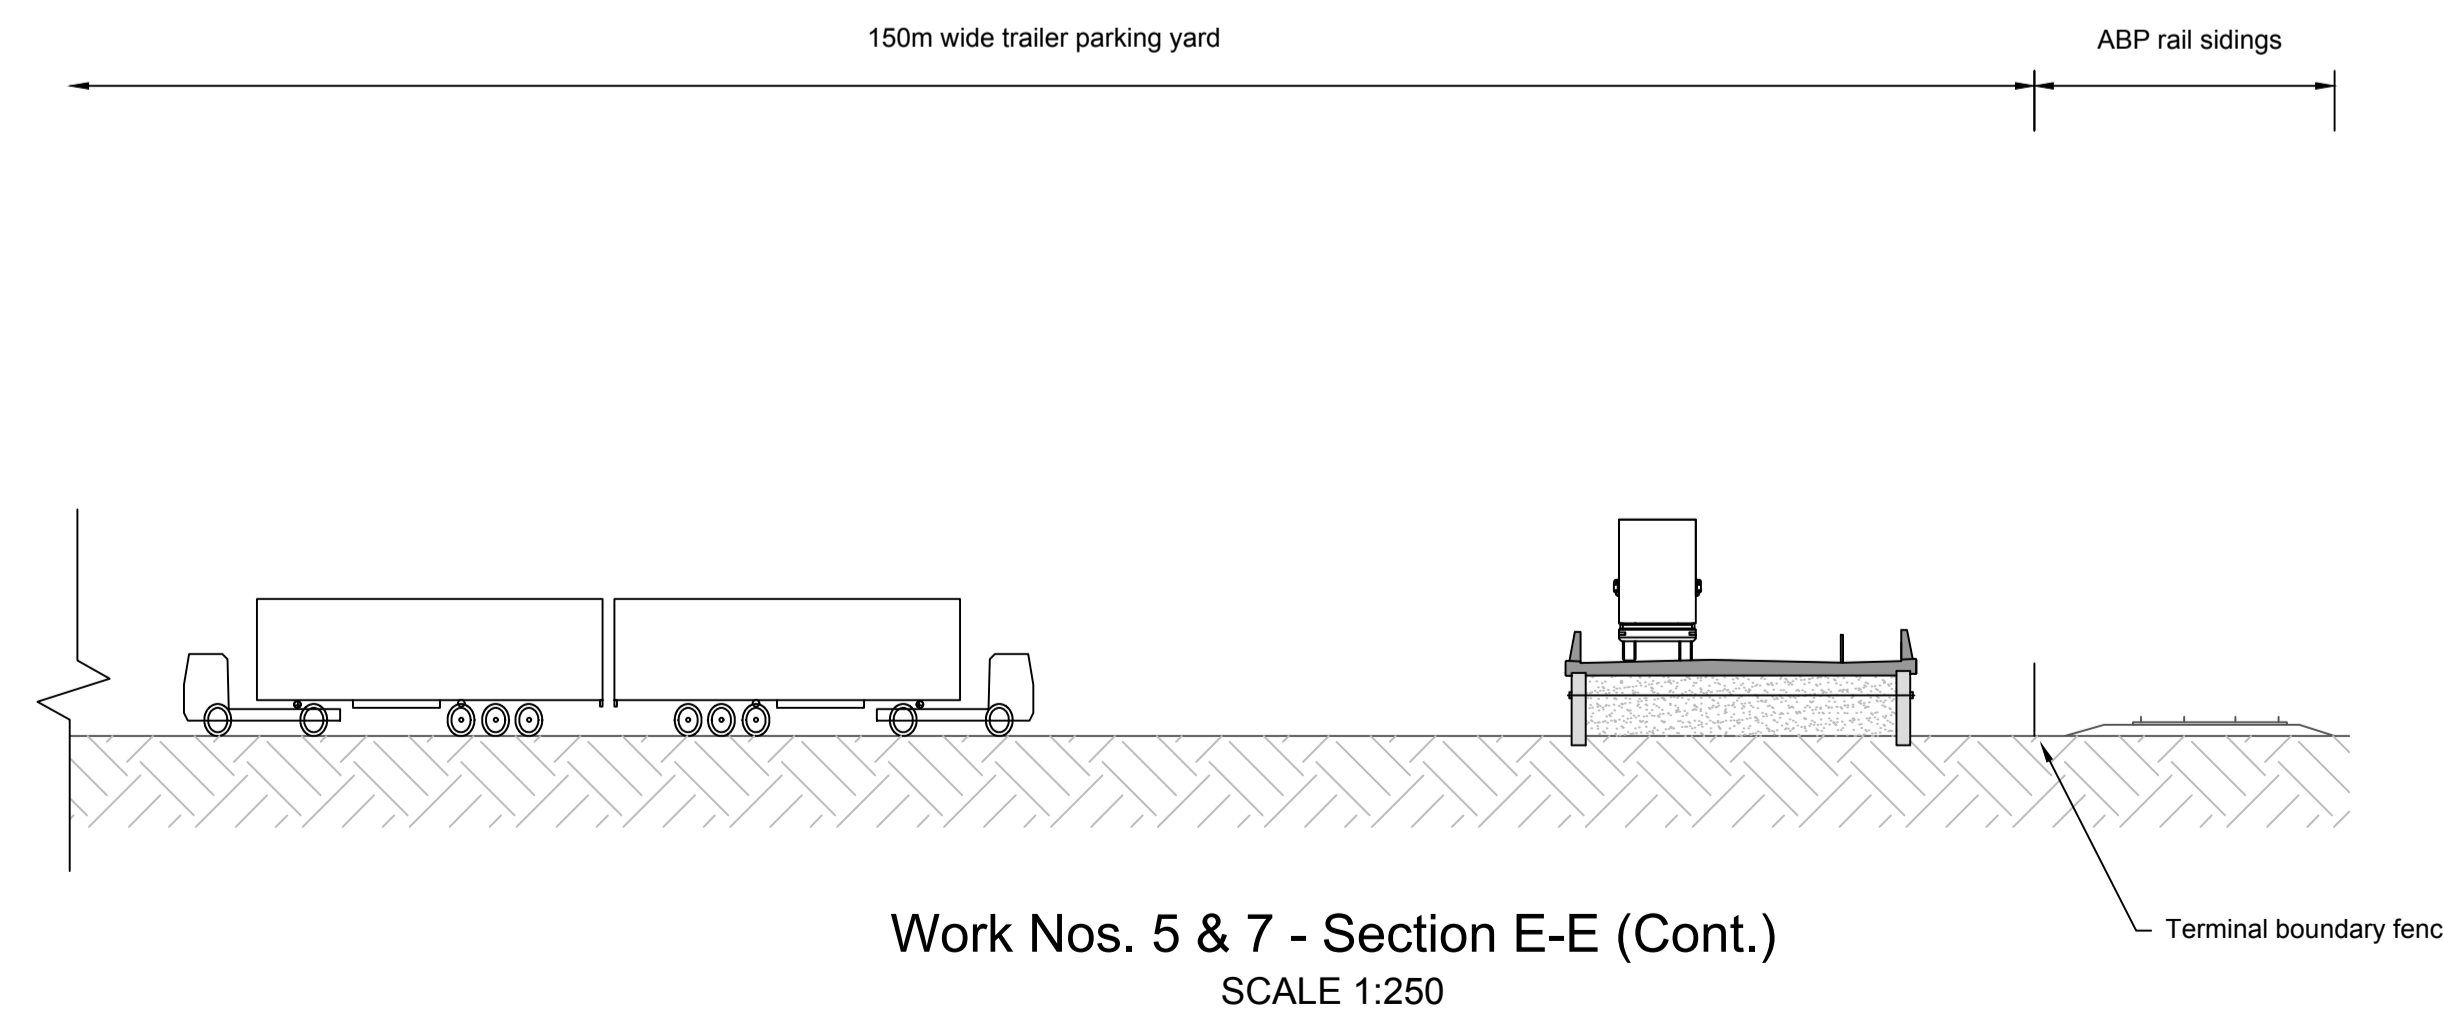 150m wide trailer parking yard
ABP rail sidings
Terminal boundary fenc
Work Nos. 5 & 7 - Section E-E (Cont.)
SCALE 1:250